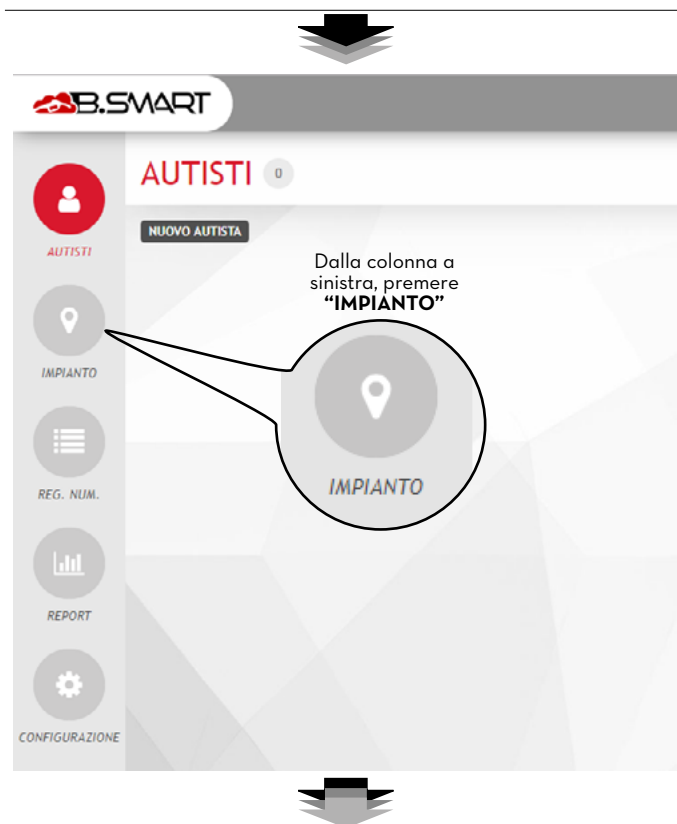 B.SMART
AUTISTI 0
NUOVO AUTISTA
AUTISTI
Dalla colonna a
sinistra, premere
“IMPIANTO”
IMPIANTO
IMPIANTO
REG. NUM.
REPORT
CONFIGURAZIONE